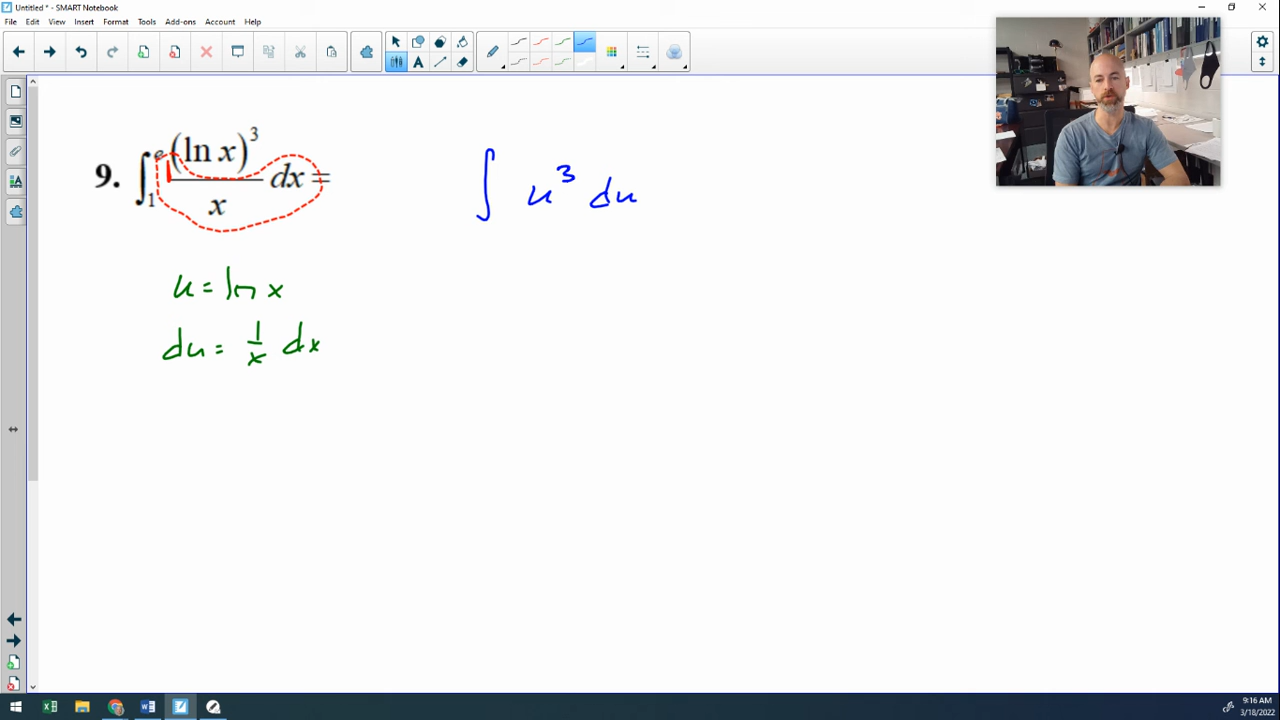 Untitled * - SMART Notebook
File Edit View Insert Format Tools Add-ons Account Help
9. ∫₁ᵉ (ln x)³/x dx =
∫ u³ du
u = ln x
du = 1/x dx
9:16 AM
3/18/2022